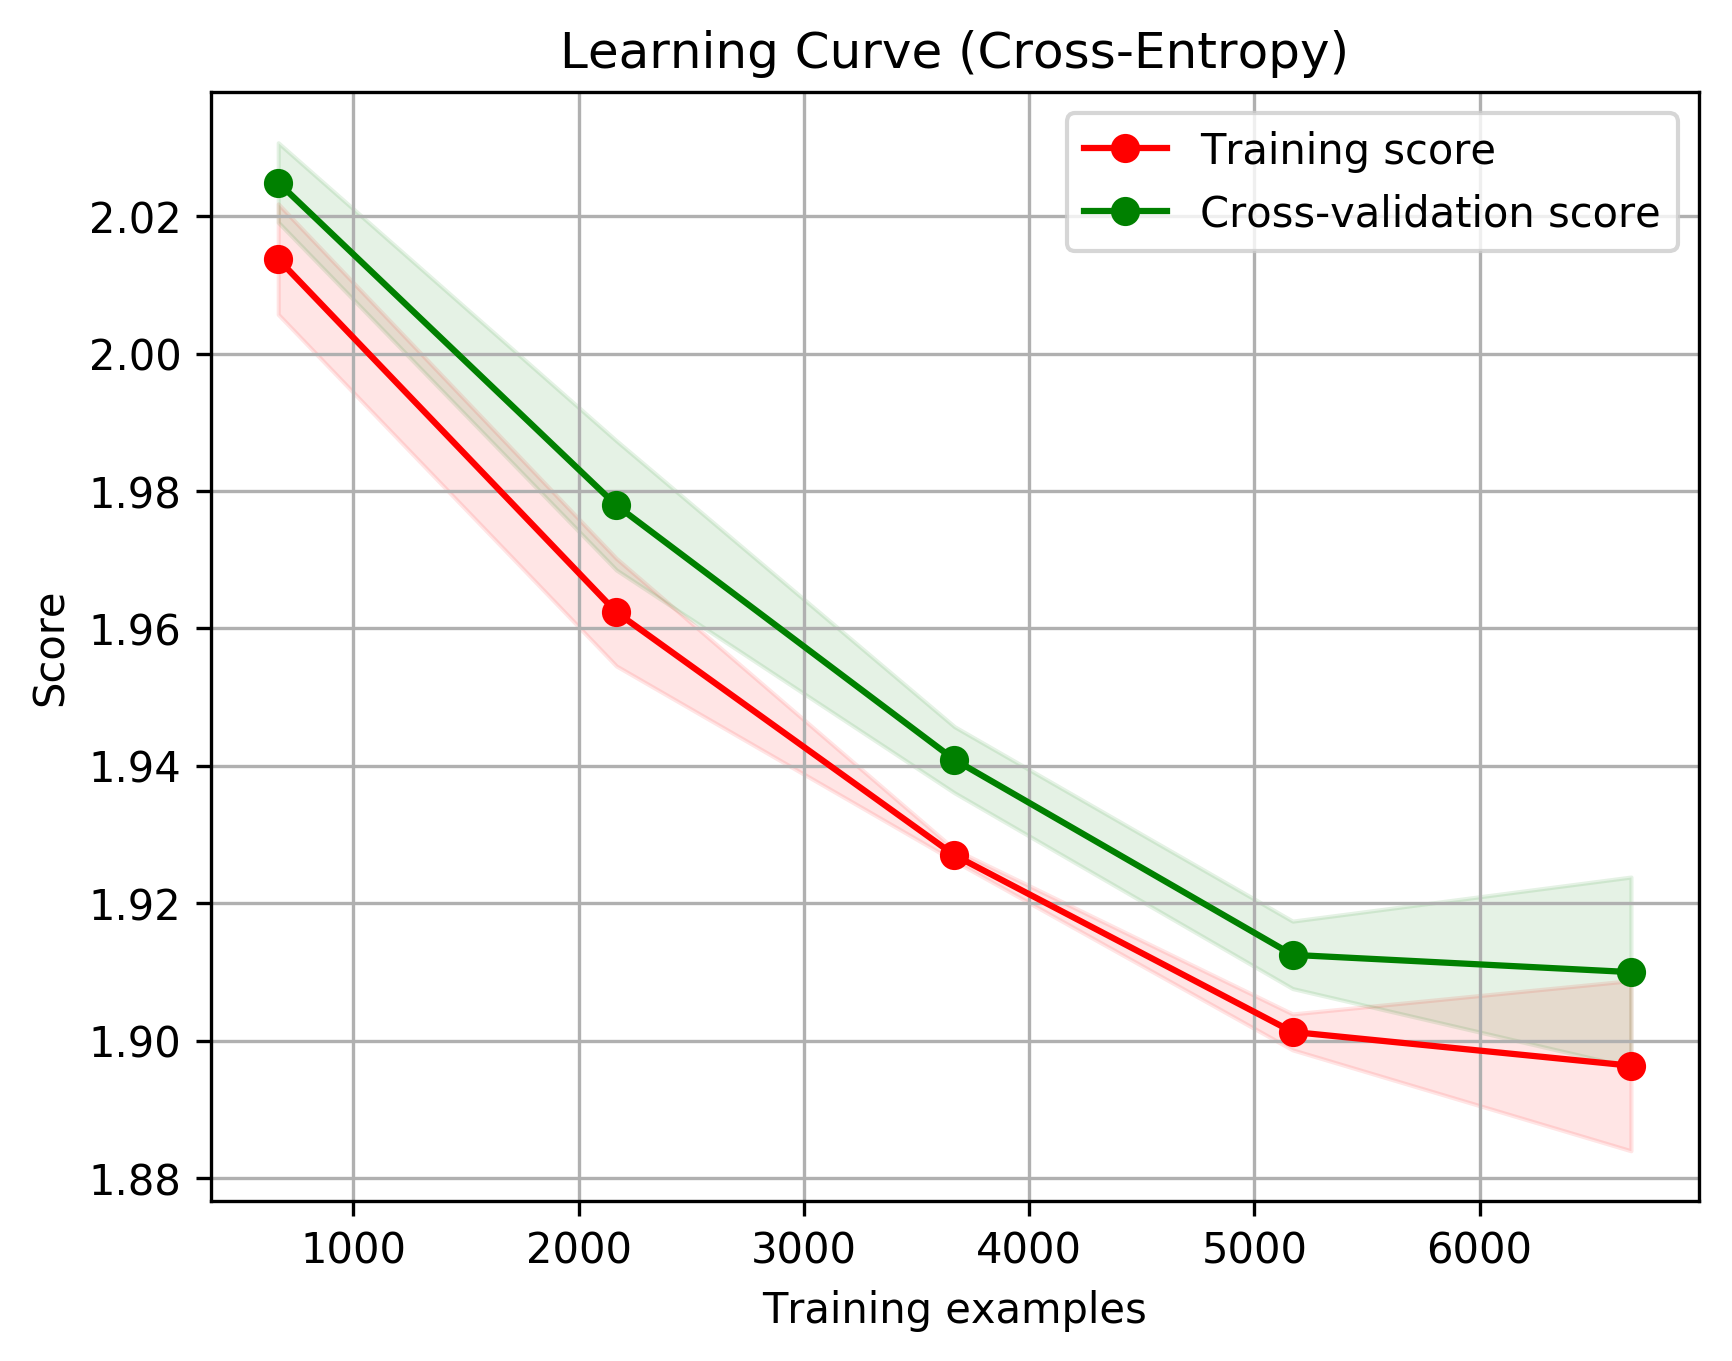 Learning Curve (Cross-Entropy)
Training score
Cross-validation score
2.02
2.00
1.98
1.96
1.94
1.92
1.90
1.88
Score
1000 2000 3000 4000 5000 6000
Training examples